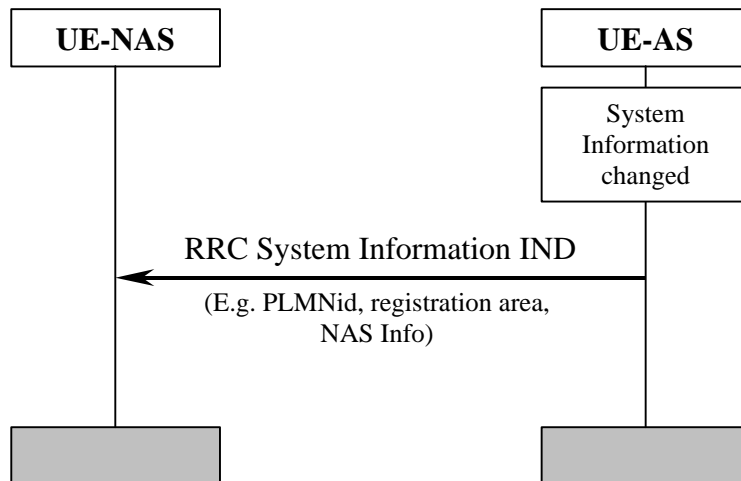 UE-NAS
UE-AS
System
Information
changed
RRC System Information IND
(E.g. PLMNid, registration area,
NAS Info)